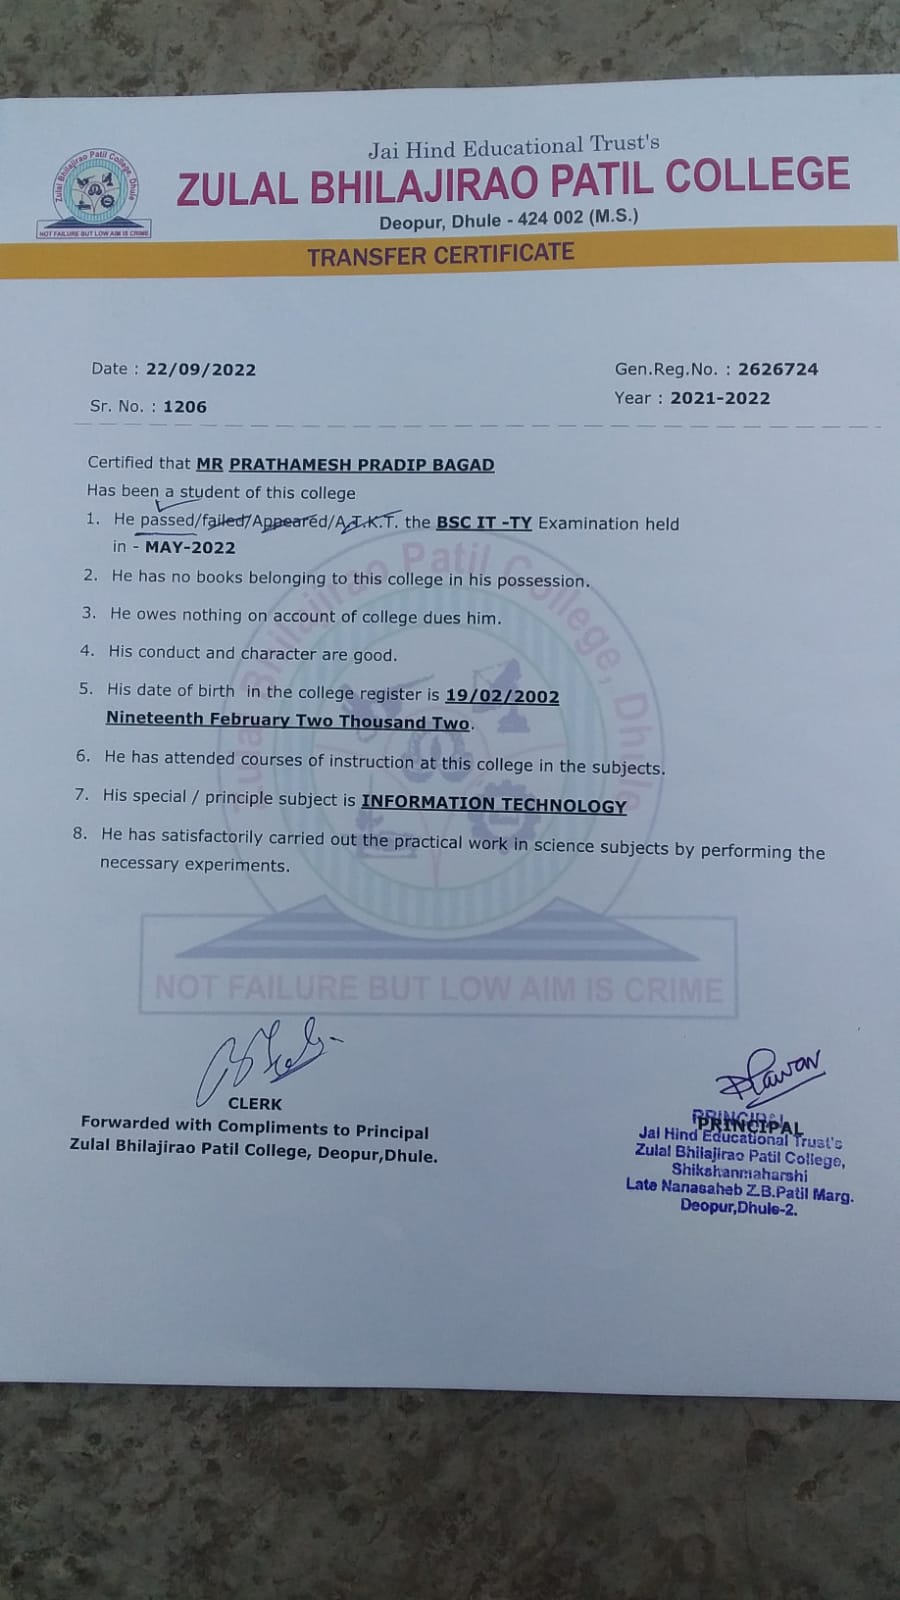 Jai Hind Educational Trust's
ZULAL BHILAJIRAO PATIL COLLEGE
Deopur, Dhule - 424 002 (M.S.)
Zulal Bhilajirao Patil College, Dhule
NOT FAILURE BUT LOW AIM IS CRIME
TRANSFER CERTIFICATE
Date : 22/09/2022
Gen.Reg.No. : 2626724
Sr. No. : 1206
Year : 2021-2022
Certified that MR PRATHAMESH PRADIP BAGAD
Has been a student of this college
1. He passed/failed/Appeared/A.T.K.T. the BSC IT -TY Examination held
in - MAY-2022
2. He has no books belonging to this college in his possession.
3. He owes nothing on account of college dues him.
4. His conduct and character are good.
5. His date of birth in the college register is 19/02/2002
Nineteenth February Two Thousand Two.
6. He has attended courses of instruction at this college in the subjects.
7. His special / principle subject is INFORMATION TECHNOLOGY
8. He has satisfactorily carried out the practical work in science subjects by performing the
necessary experiments.
Zulal Bhilajirao Patil College, Dhule
NOT FAILURE BUT LOW AIM IS CRIME
CLERK
Forwarded with Compliments to Principal
Zulal Bhilajirao Patil College, Deopur,Dhule.
PRINCIPAL
PRINCIPAL
Jai Hind Educational Trust's
Zulal Bhilajirao Patil College,
Shikshanmaharshi
Late Nanasaheb Z.B.Patil Marg.
Deopur,Dhule-2.